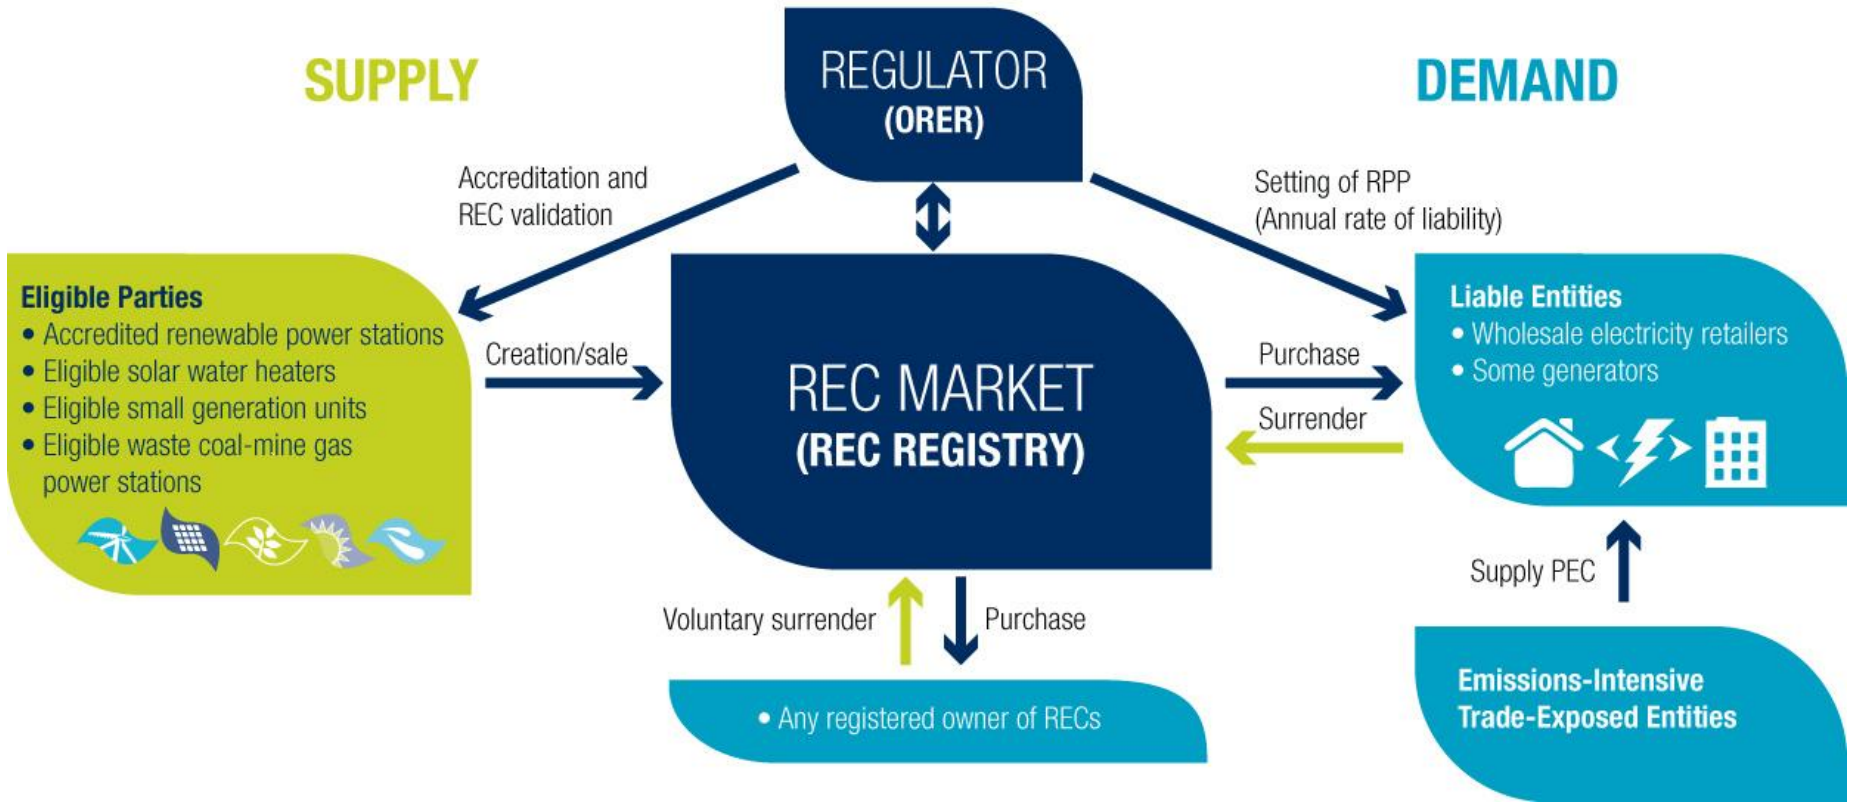 SUPPLY
REGULATOR
(ORER)
DEMAND
Accreditation and
REC validation
Setting of RPP
(Annual rate of liability)
Eligible Parties
• Accredited renewable power stations
• Eligible solar water heaters
• Eligible small generation units
• Eligible waste coal-mine gas
power stations
Creation/sale
REC MARKET
(REC REGISTRY)
Purchase
Surrender
Liable Entities
• Wholesale electricity retailers
• Some generators
Supply PEC
Voluntary surrender
Purchase
• Any registered owner of RECs
Emissions-Intensive
Trade-Exposed Entities